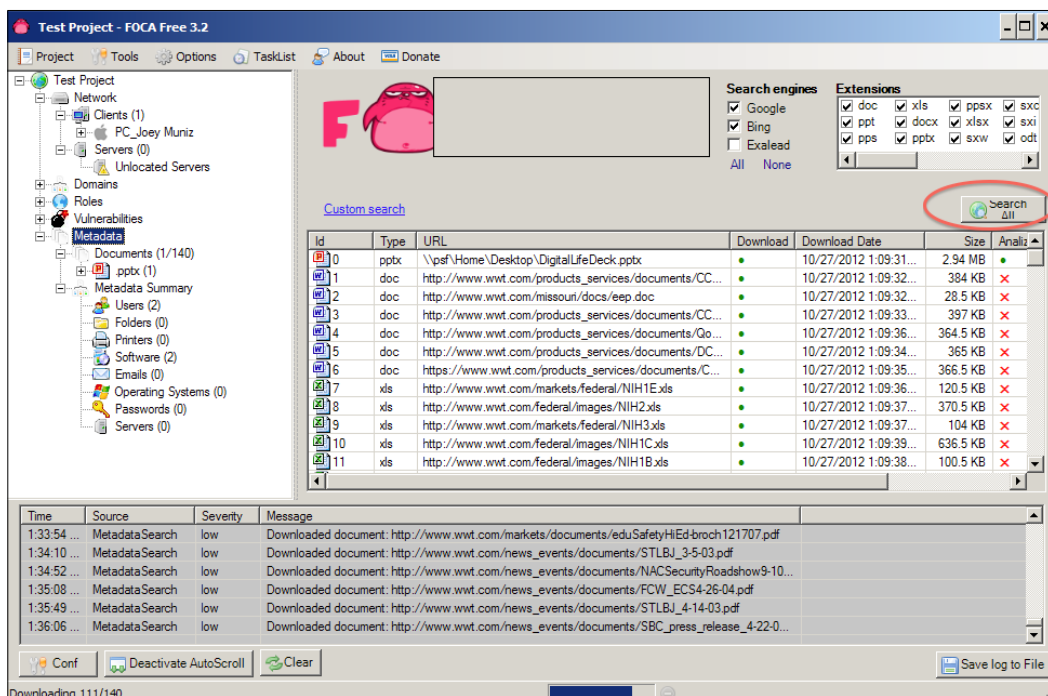 Test Project - FOCA Free 3.2
Project Tools Options TaskList About Donate
Test Project
Network
Clients (1)
PC_Joey Muniz
Servers (0)
Unlocated Servers
Domains
Roles
Vulnerabilities
Metadata
Documents (1/140)
.pptx (1)
Metadata Summary
Users (2)
Folders (0)
Printers (0)
Software (2)
Emails (0)
Operating Systems (0)
Passwords (0)
Servers (0)
F
Search engines
Google
Bing
Exalead
All None
Extensions
doc xls ppsx sxc
ppt docx xlsx sxi
pps pptx sxw odt
Custom search
Search All
Id Type URL Download Download Date Size Analiz
0 pptx \\psf\Home\Desktop\DigitalLifeDeck.pptx 10/27/2012 1:09:31... 2.94 MB
1 doc http://www.wwt.com/products_services/documents/CC... 10/27/2012 1:09:32... 384 KB
2 doc http://www.wwt.com/missouri/docs/eep.doc 10/27/2012 1:09:32... 28.5 KB
3 doc http://www.wwt.com/products_services/documents/CC... 10/27/2012 1:09:33... 397 KB
4 doc http://www.wwt.com/products_services/documents/Qo... 10/27/2012 1:09:36... 364.5 KB
5 doc http://www.wwt.com/products_services/documents/DC... 10/27/2012 1:09:34... 365 KB
6 doc https://www.wwt.com/products_services/documents/C... 10/27/2012 1:09:35... 366.5 KB
7 xls http://www.wwt.com/markets/federal/NIH1E.xls 10/27/2012 1:09:36... 120.5 KB
8 xls http://www.wwt.com/federal/images/NIH2.xls 10/27/2012 1:09:37... 370.5 KB
9 xls http://www.wwt.com/markets/federal/NIH3.xls 10/27/2012 1:09:37... 104 KB
10 xls http://www.wwt.com/federal/images/NIH1C.xls 10/27/2012 1:09:39... 636.5 KB
11 xls http://www.wwt.com/federal/images/NIH1B.xls 10/27/2012 1:09:38... 100.5 KB
Time Source Severity Message
1:33:54 ... MetadataSearch low Downloaded document: http://www.wwt.com/markets/documents/eduSafetyHiEd-broch121707.pdf
1:34:10 ... MetadataSearch low Downloaded document: http://www.wwt.com/news_events/documents/STLBJ_3-5-03.pdf
1:34:52 ... MetadataSearch low Downloaded document: http://www.wwt.com/news_events/documents/NACSecurityRoadshow9-10...
1:35:08 ... MetadataSearch low Downloaded document: http://www.wwt.com/news_events/documents/FCW_ECS4-26-04.pdf
1:35:49 ... MetadataSearch low Downloaded document: http://www.wwt.com/news_events/documents/STLBJ_4-14-03.pdf
1:36:06 ... MetadataSearch low Downloaded document: http://www.wwt.com/news_events/documents/SBC_press_release_4-22-0...
Conf Deactivate AutoScroll Clear Save log to File
Downloading 111/140